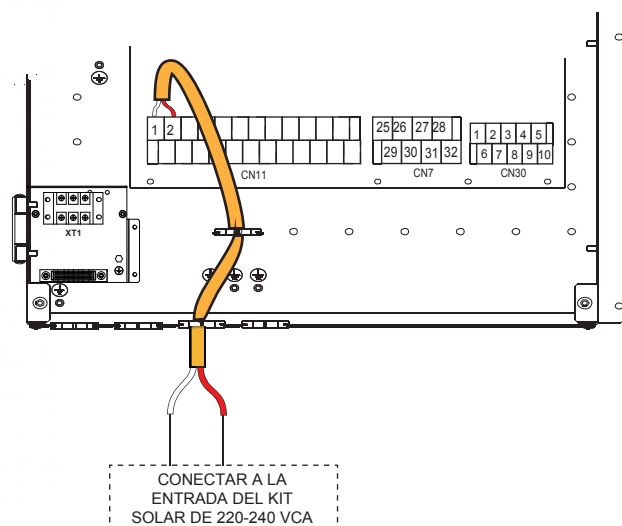 1 2
25 26 27 28
29 30 31 32
1 2 3 4 5
6 7 8 9 10
CN11
CN7
CN30
XT1
CONECTAR A LA
ENTRADA DEL KIT
SOLAR DE 220-240 VCA